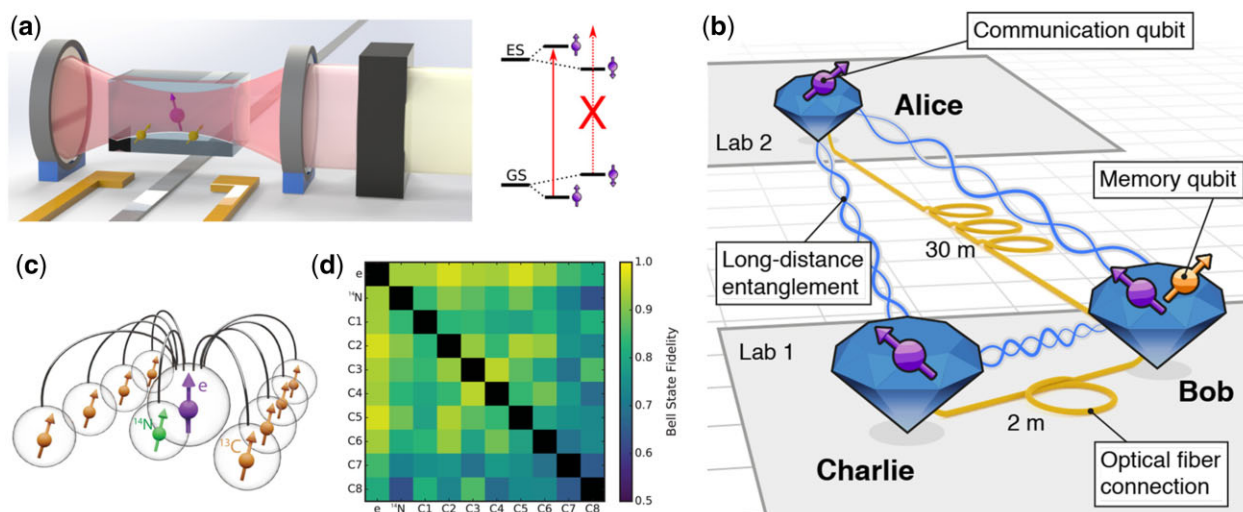 (a)
ES
GS
X
(b)
Communication qubit
Alice
Lab 2
Memory qubit
Long-distance
entanglement
30 m
Lab 1
Bob
2 m
Charlie
Optical fiber
connection
(c)
e
¹⁴N
¹³C
(d)
e
¹⁴N
C1
C2
C3
C4
C5
C6
C7
C8
e ¹⁴N C1 C2 C3 C4 C5 C6 C7 C8
1.0
0.9
0.8
0.7
0.6
0.5
Bell State Fidelity